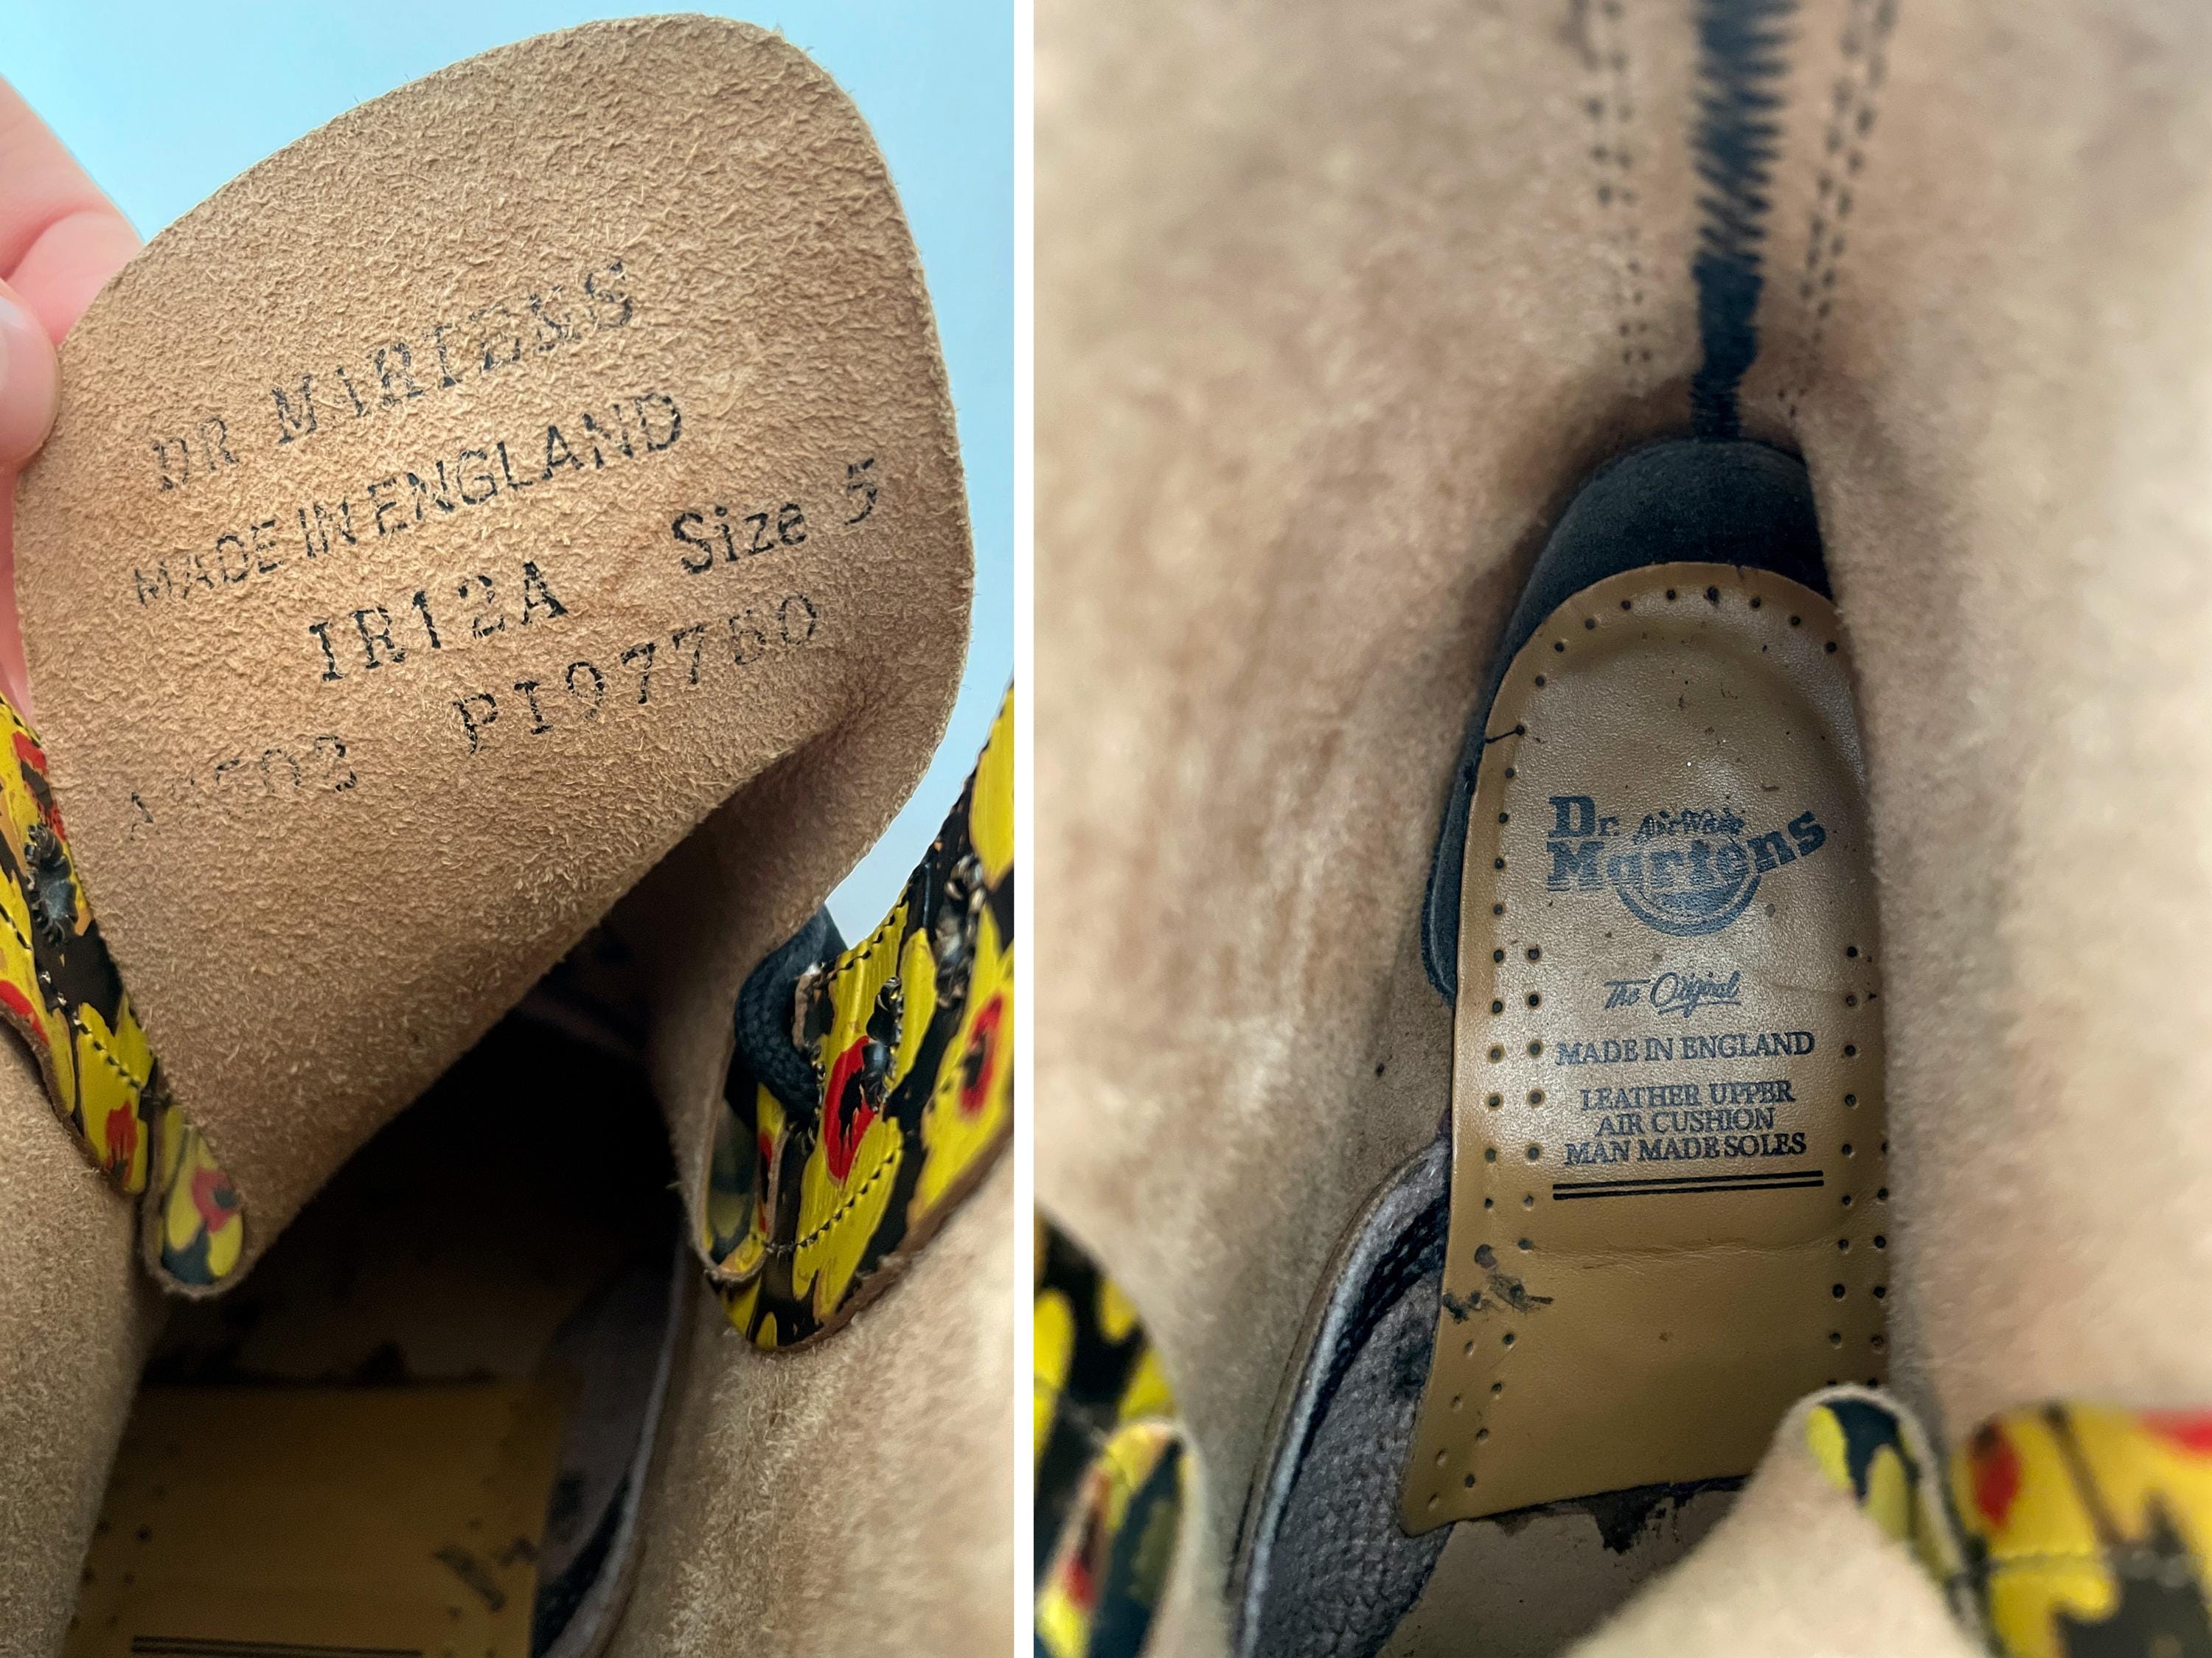 DR MARTENS
MADE IN ENGLAND
IR12A Size 5
PI97780
Dr. AirWair
Martens
The Original
MADE IN ENGLAND
LEATHER UPPER
AIR CUSHION
MAN MADE SOLES